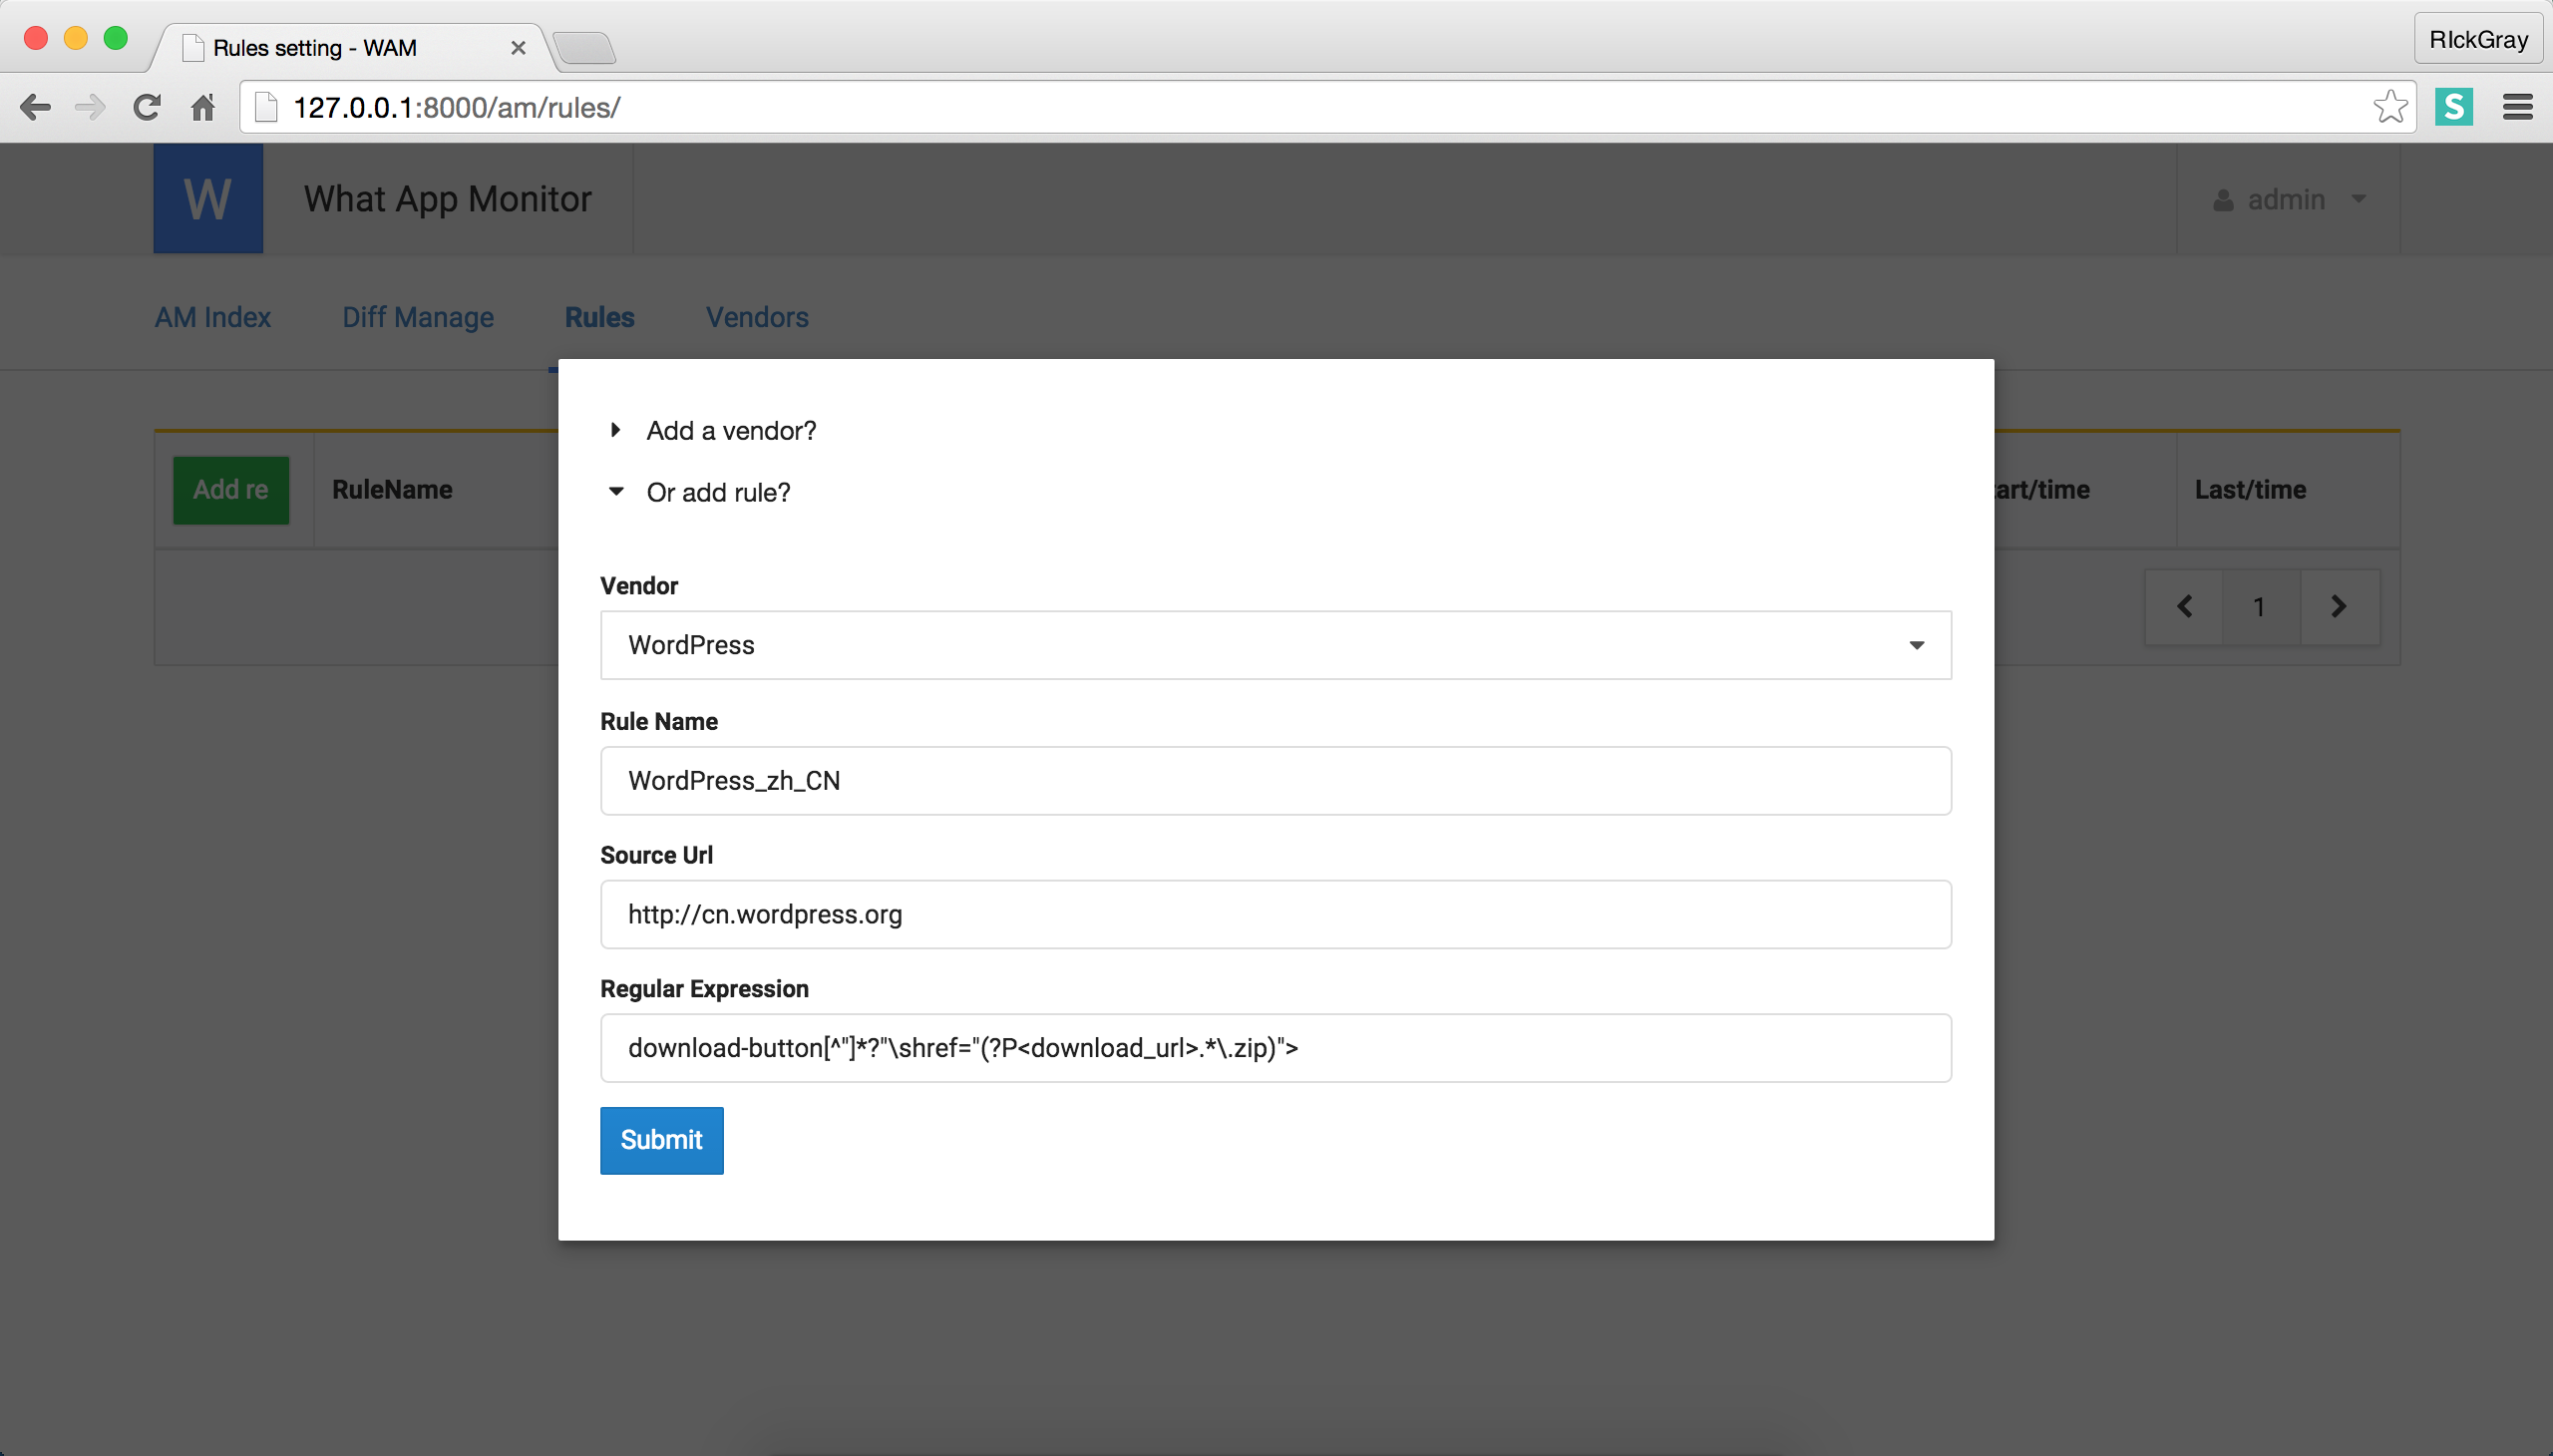 Rules setting - WAM
RIckGray
127.0.0.1:8000/am/rules/
S
W
What App Monitor
admin
AM Index
Diff Manage
Rules
Vendors
Add a vendor?
Add re
RuleName
art/time
Last/time
Or add rule?
Vendor
1
WordPress
Rule Name
WordPress_zh_CN
Source Url
http://cn.wordpress.org
Regular Expression
download-button[^"]*?"\shref="(?P<download_url>.*\.zip)">
Submit